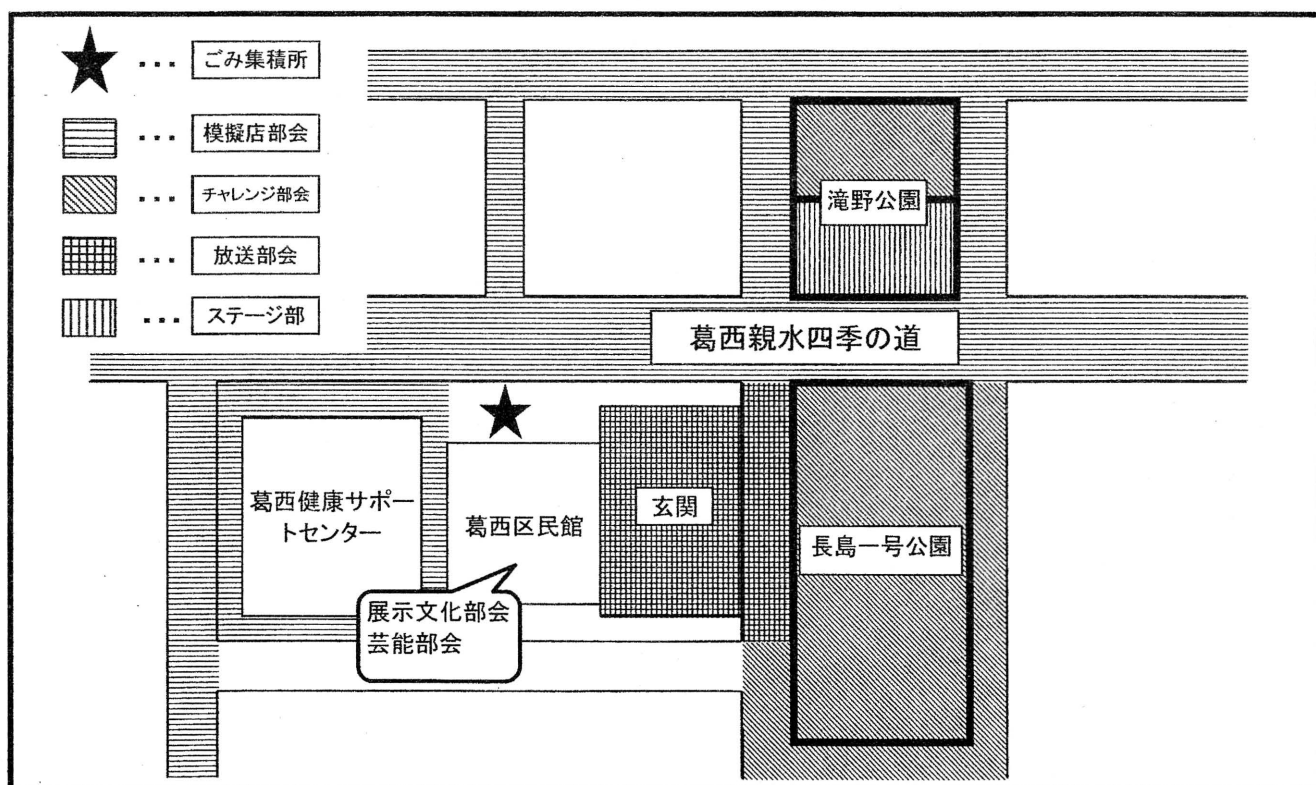 ★ ・・・ ごみ集積所
・・・ 模擬店部会
・・・ チャレンジ部会
・・・ 放送部会
・・・ ステージ部
滝野公園
葛西親水四季の道
葛西健康サポー
トセンター
葛西区民館
玄関
長島一号公園
展示文化部会
芸能部会